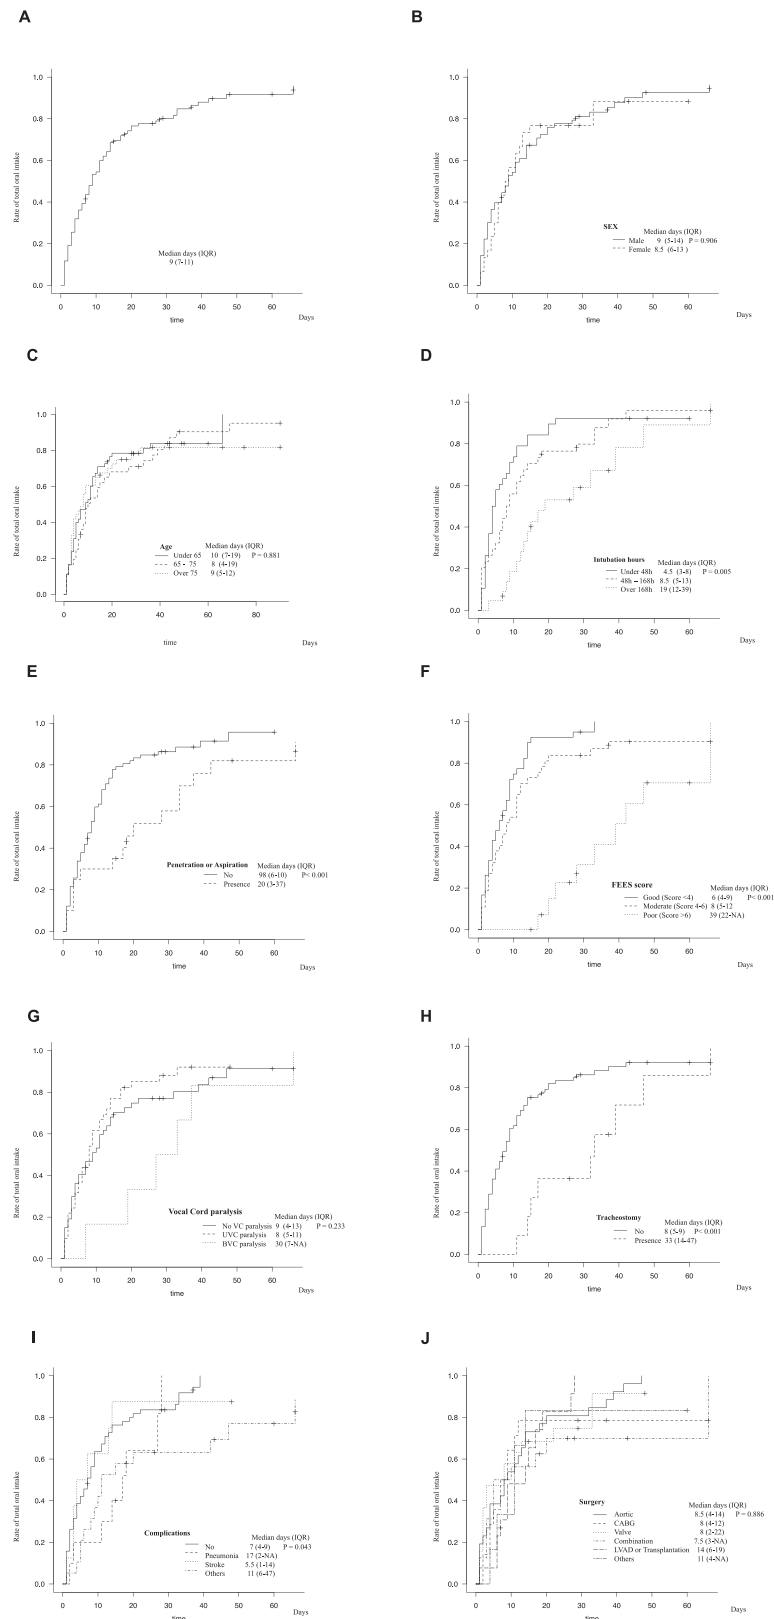 A
Rate of total oral intake
1.0
0.8
0.6
0.4
0.2
0.0
Median days (IQR)
9 (7-11)
0 10 20 30 40 50 60
time
Days
B
Rate of total oral intake
1.0
0.8
0.6
0.4
0.2
0.0
SEX
Median days (IQR)
Male 9 (5-14) P = 0.906
Female 8.5 (6-13 )
0 10 20 30 40 50 60
time
Days
C
Rate of total oral intake
1.0
0.8
0.6
0.4
0.2
0.0
Age Median days (IQR)
Under 65 10 (7-19) P = 0.881
65 - 75 8 (4-19)
Over 75 9 (5-12)
0 20 40 60 80
time
Days
D
Rate of total oral intake
1.0
0.8
0.6
0.4
0.2
0.0
Intubation hours Median days (IQR)
Under 48h 4.5 (3-8) P = 0.005
48h – 168h 8.5 (5-13)
Over 168h 19 (12-39)
0 10 20 30 40 50 60
time
Days
E
Rate of total oral intake
1.0
0.8
0.6
0.4
0.2
0.0
Penetration or Aspiration Median days (IQR)
No 98 (6-10) P< 0.001
Presence 20 (3-37)
0 10 20 30 40 50 60
time
Days
F
Rate of total oral intake
1.0
0.8
0.6
0.4
0.2
0.0
FEES score Median days (IQR)
Good (Score <4) 6 (4-9) P< 0.001
Moderate (Score 4-6) 8 (5-12
Poor (Score >6) 39 (22-NA)
0 10 20 30 40 50 60
time
Days
G
Rate of total oral intake
1.0
0.8
0.6
0.4
0.2
0.0
Vocal Cord paralysis Median days (IQR)
No VC paralysis 9 (4-13) P = 0.233
UVC paralysis 8 (5-11)
BVC paralysis 30 (7-NA)
0 10 20 30 40 50 60
time
Days
H
Rate of total oral intake
1.0
0.8
0.6
0.4
0.2
0.0
Tracheostomy Median days (IQR)
No 8 (5-9) P< 0.001
Presence 33 (14-47)
0 10 20 30 40 50 60
time
Days
I
Rate of total oral intake
1.0
0.8
0.6
0.4
0.2
0.0
Complications Median days (IQR)
No 7 (4-9) P = 0.043
Pneumonia 17 (2-NA)
Stroke 5.5 (1-14)
Others 11 (6-47)
0 10 20 30 40 50 60
time
Days
J
Rate of total oral intake
1.0
0.8
0.6
0.4
0.2
0.0
Surgery Median days (IQR)
Aortic 8.5 (4-14) P = 0.886
CABG 8 (4-12)
Valve 8 (2-22)
Combination 7.5 (3-NA)
LVAD or Transplantation 14 (6-19)
Others 11 (4-NA)
0 10 20 30 40 50 60
time
Days